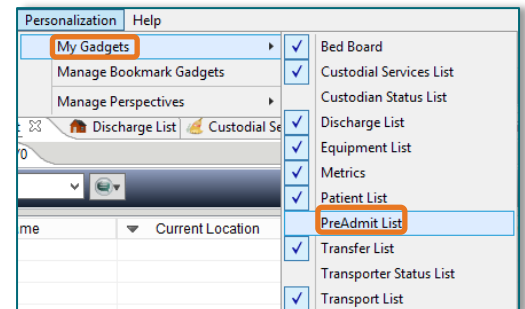 Personalization Help
My Gadgets
Manage Bookmark Gadgets
Manage Perspectives
Bed Board
Custodial Services List
Custodian Status List
Discharge List
Equipment List
Metrics
Patient List
PreAdmit List
Transfer List
Transporter Status List
Transport List
Discharge List Custodial Se
Current Location